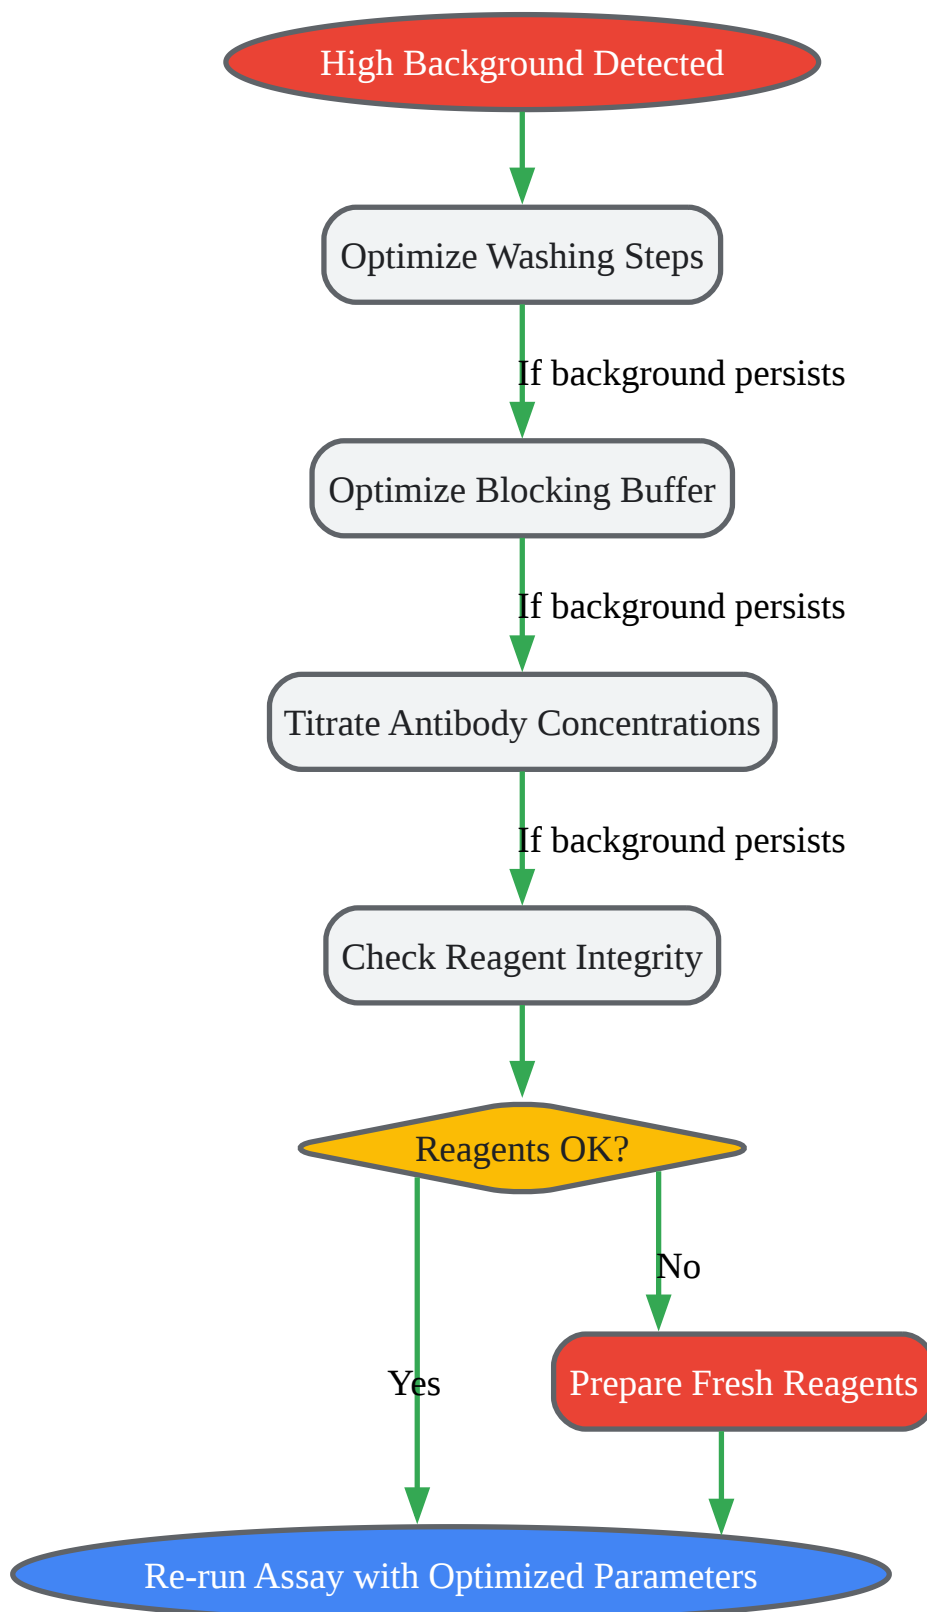 High Background Detected
Optimize Washing Steps
If background persists
Optimize Blocking Buffer
If background persists
Titrate Antibody Concentrations
If background persists
Check Reagent Integrity
Reagents OK?
No
Yes
Prepare Fresh Reagents
Re-run Assay with Optimized Parameters